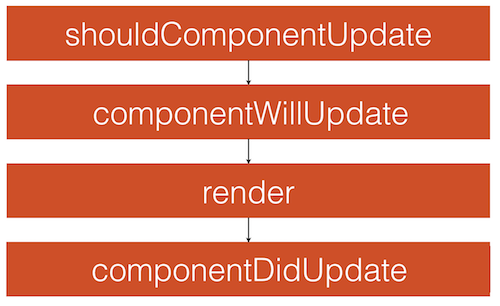 shouldComponentUpdate
componentWillUpdate
render
componentDidUpdate